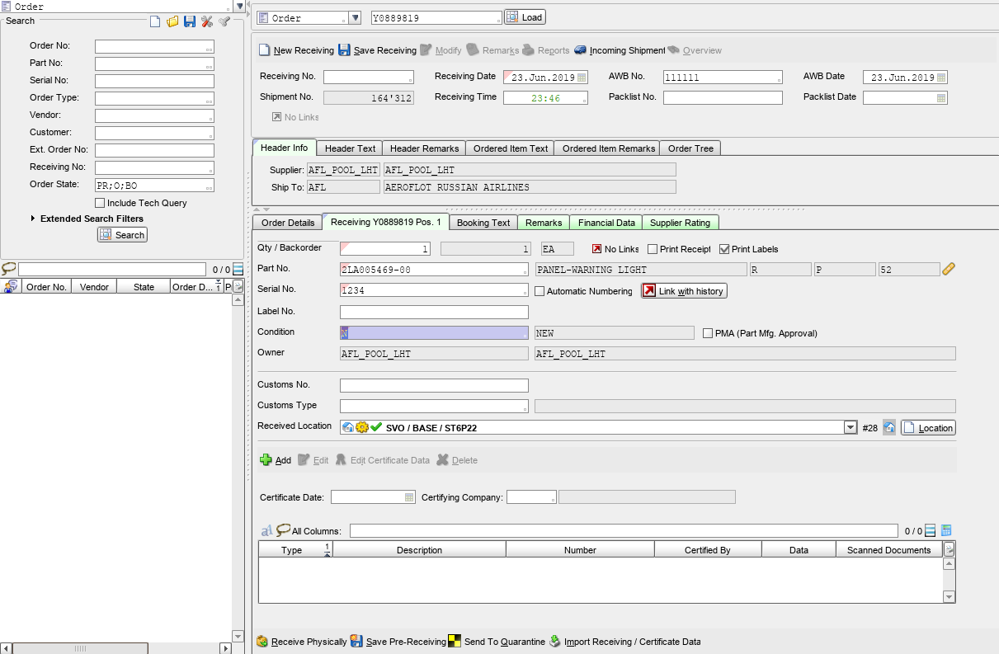 Order
Search
Order No:
Part No:
Serial No:
Order Type:
Vendor:
Customer:
Ext. Order No:
Receiving No:
Order State: PR;O;BO
Include Tech Query
Extended Search Filters
Search
0 / 0
Order No. Vendor State Order D... 1 P
Order Y0889819 Load
New Receiving Save Receiving Modify Remarks Reports Incoming Shipment Overview
Receiving No. Receiving Date 23.Jun.2019 AWB No. 111111 AWB Date 23.Jun.2019
Shipment No. 164'312 Receiving Time 23:46 Packlist No. Packlist Date
No Links
Header Info Header Text Header Remarks Ordered Item Text Ordered Item Remarks Order Tree
Supplier: AFL_POOL_LHT AFL_POOL_LHT
Ship To: AFL AEROFLOT RUSSIAN AIRLINES
Order Details Receiving Y0889819 Pos. 1 Booking Text Remarks Financial Data Supplier Rating
Qty / Backorder 1 1 EA No Links Print Receipt Print Labels
Part No. 2LA005469-00 PANEL-WARNING LIGHT R P 52
Serial No. 1234 Automatic Numbering Link with history
Label No.
Condition N NEW PMA (Part Mfg. Approval)
Owner AFL_POOL_LHT AFL_POOL_LHT
Customs No.
Customs Type
Received Location SVO / BASE / ST6P22 #28 Location
Add Edit Edit Certificate Data Delete
Certificate Date: Certifying Company:
All Columns: 0 / 0
Type 1 Description Number Certified By Data Scanned Documents
Receive Physically Save Pre-Receiving Send To Quarantine Import Receiving / Certificate Data